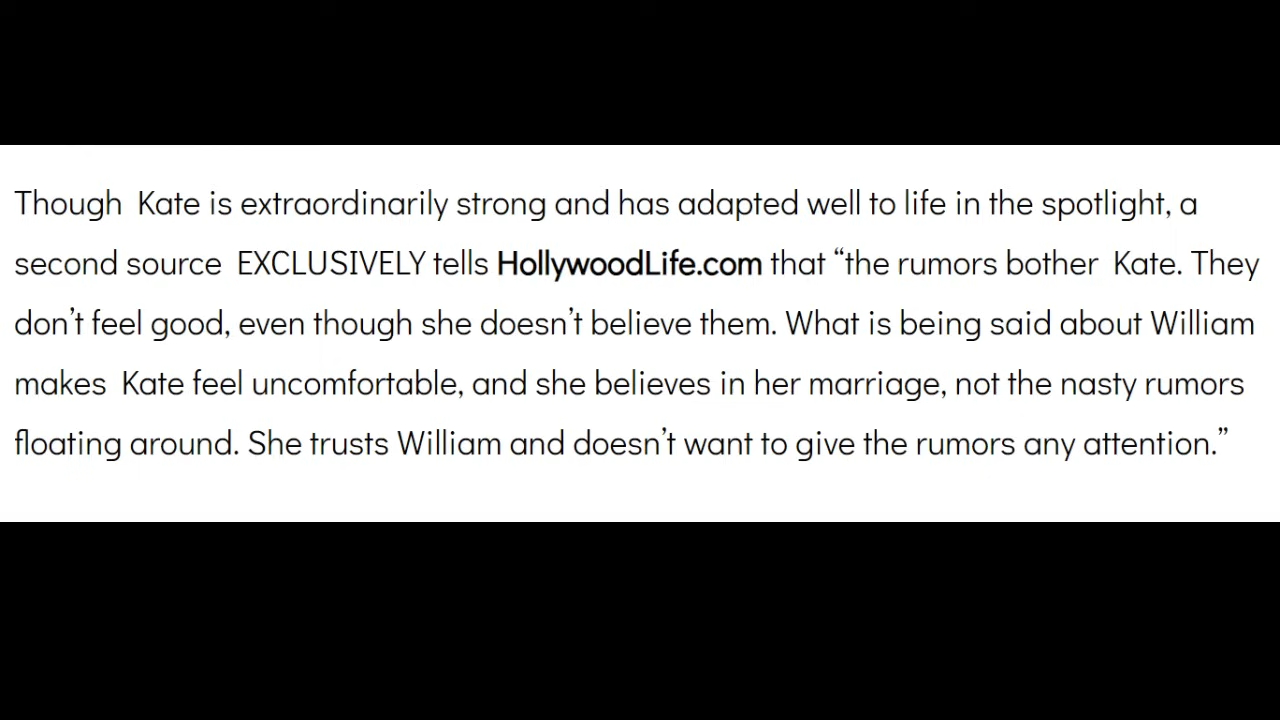 Though Kate is extraordinarily strong and has adapted well to life in the spotlight, a
second source EXCLUSIVELY tells HollywoodLife.com that “the rumors bother Kate. They
don’t feel good, even though she doesn’t believe them. What is being said about William
makes Kate feel uncomfortable, and she believes in her marriage, not the nasty rumors
floating around. She trusts William and doesn’t want to give the rumors any attention.”